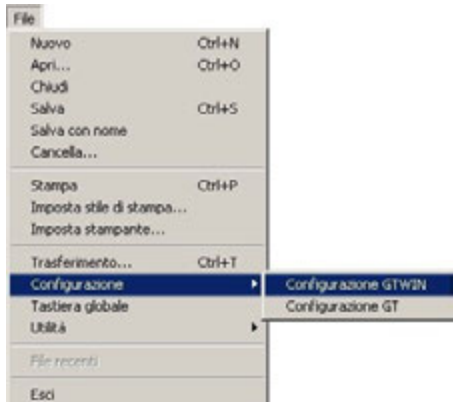 File
Nuovo Ctrl+N
Apri... Ctrl+O
Chiudi
Salva Ctrl+S
Salva con nome
Cancella...
Stampa Ctrl+P
Imposta stile di stampa...
Imposta stampante...
Trasferimento... Ctrl+T
Configurazione Configurazione GTWIN
Tastiera globale Configurazione GT
Utilità
File recenti
Esci